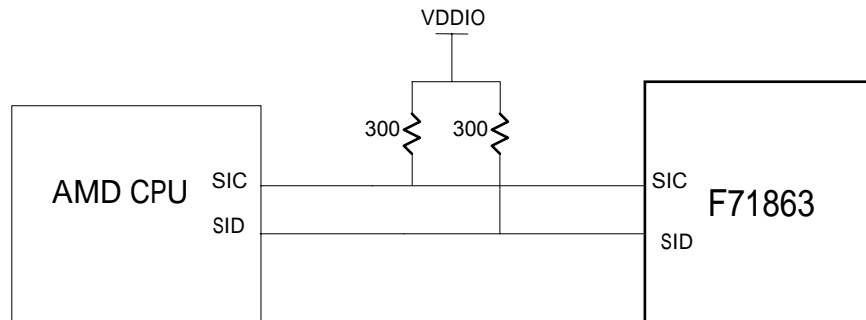 VDDIO
300 300
SIC SIC
AMD CPU F71863
SID SID